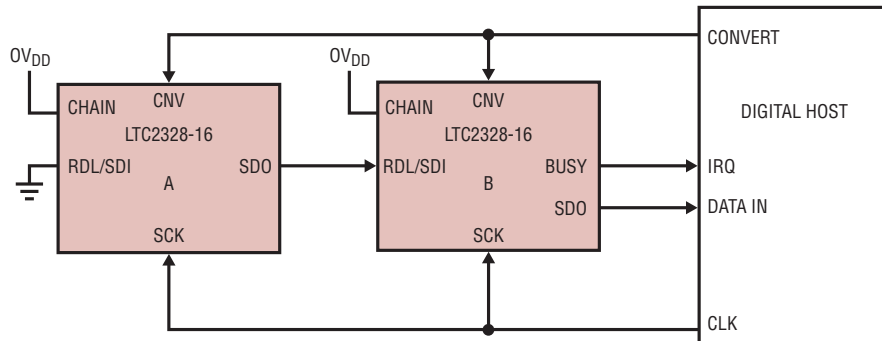 CONVERT
OVDD
OVDD
CHAIN
CNV
CHAIN
CNV
DIGITAL HOST
LTC2328-16
LTC2328-16
RDL/SDI
SDO
RDL/SDI
BUSY
IRQ
A
B
SDO
DATA IN
SCK
SCK
CLK